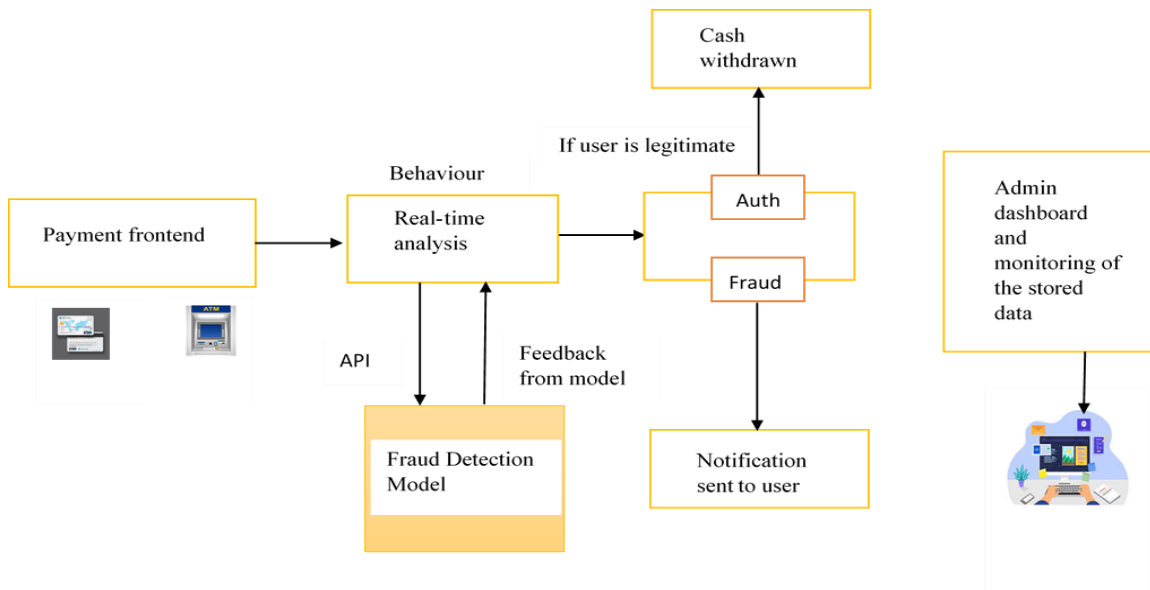 Cash
withdrawn
If user is legitimate
Behaviour
Auth
Admin
dashboard
and
monitoring of
the stored
data
Payment frontend
Real-time
analysis
Fraud
ATM
API
Feedback
from model
Fraud Detection
Model
Notification
sent to user